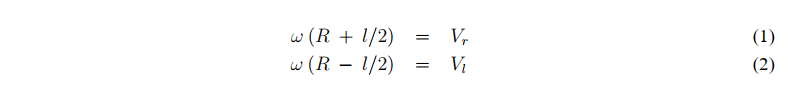 ω (R + l/2) = V_r (1)
ω (R − l/2) = V_l (2)